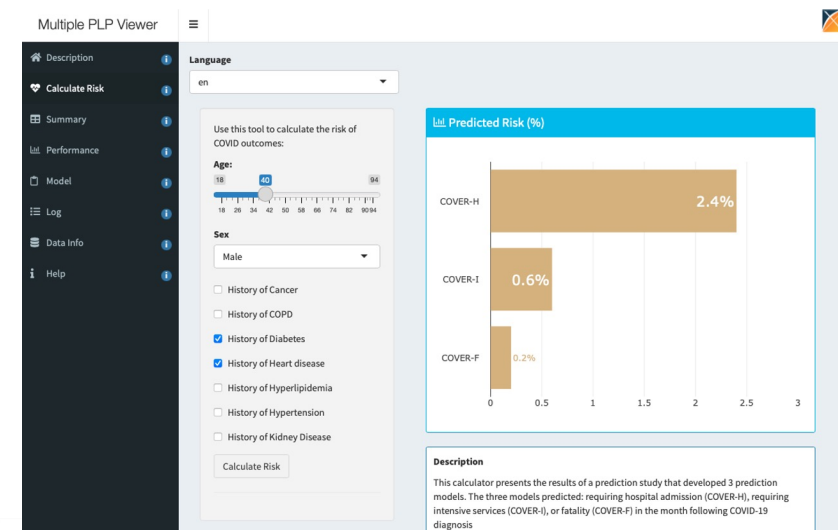 Multiple PLP Viewer
Description
Calculate Risk
Summary
Performance
Model
Log
Data Info
Help
Language
en
Use this tool to calculate the risk of
COVID outcomes:
Age:
18 40 94
18 26 34 42 50 58 66 74 82 90 94
Sex
Male
History of Cancer
History of COPD
History of Diabetes
History of Heart disease
History of Hyperlipidemia
History of Hypertension
History of Kidney Disease
Calculate Risk
Predicted Risk (%)
COVER-H 2.4%
COVER-I 0.6%
COVER-F 0.2%
0 0.5 1 1.5 2 2.5 3
Description
This calculator presents the results of a prediction study that developed 3 prediction
models. The three models predicted: requiring hospital admission (COVER-H), requiring
intensive services (COVER-I), or fatality (COVER-F) in the month following COVID-19
diagnosis